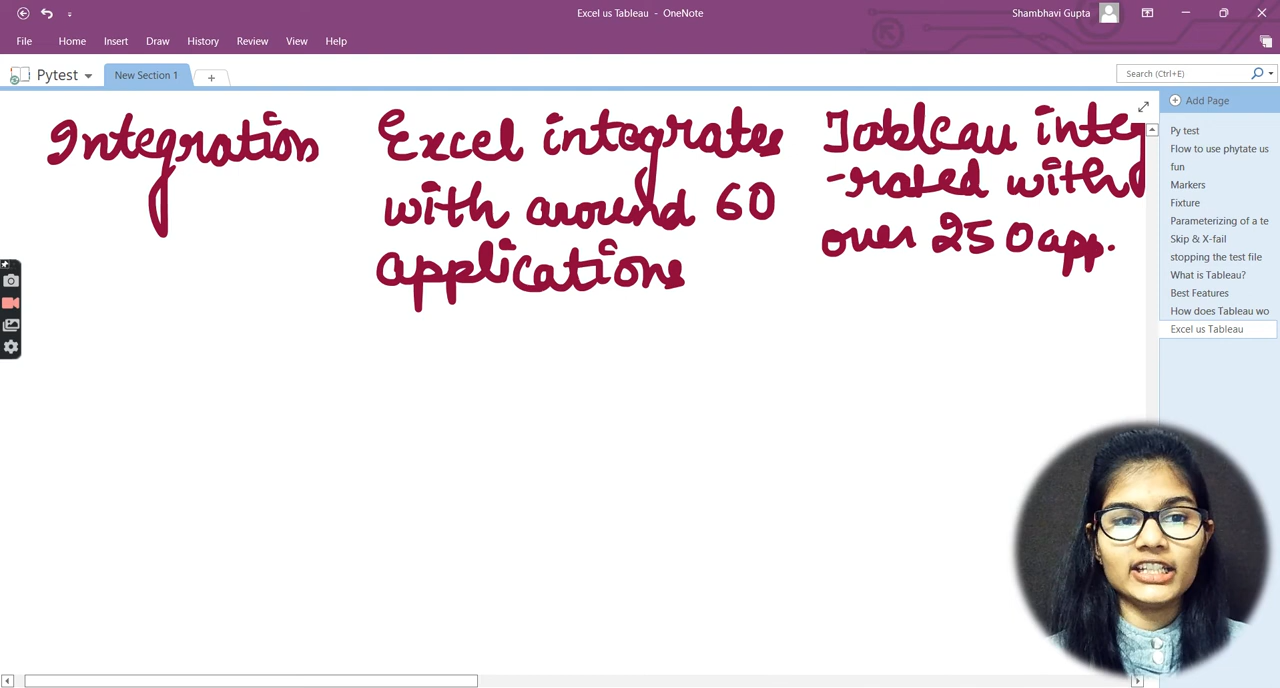 Excel us Tableau - OneNote
Shambhavi Gupta
File Home Insert Draw History Review View Help
Pytest
New Section 1
+
Search (Ctrl+E)
Add Page
Py test
Flow to use phytate us
fun
Markers
Fixture
Parameterizing of a te
Skip & X-fail
stopping the test file
What is Tableau?
Best Features
How does Tableau wo
Excel us Tableau
Integration
Excel integrates
with around 60
applications
Tableau integ
-rated with
over 250 app.